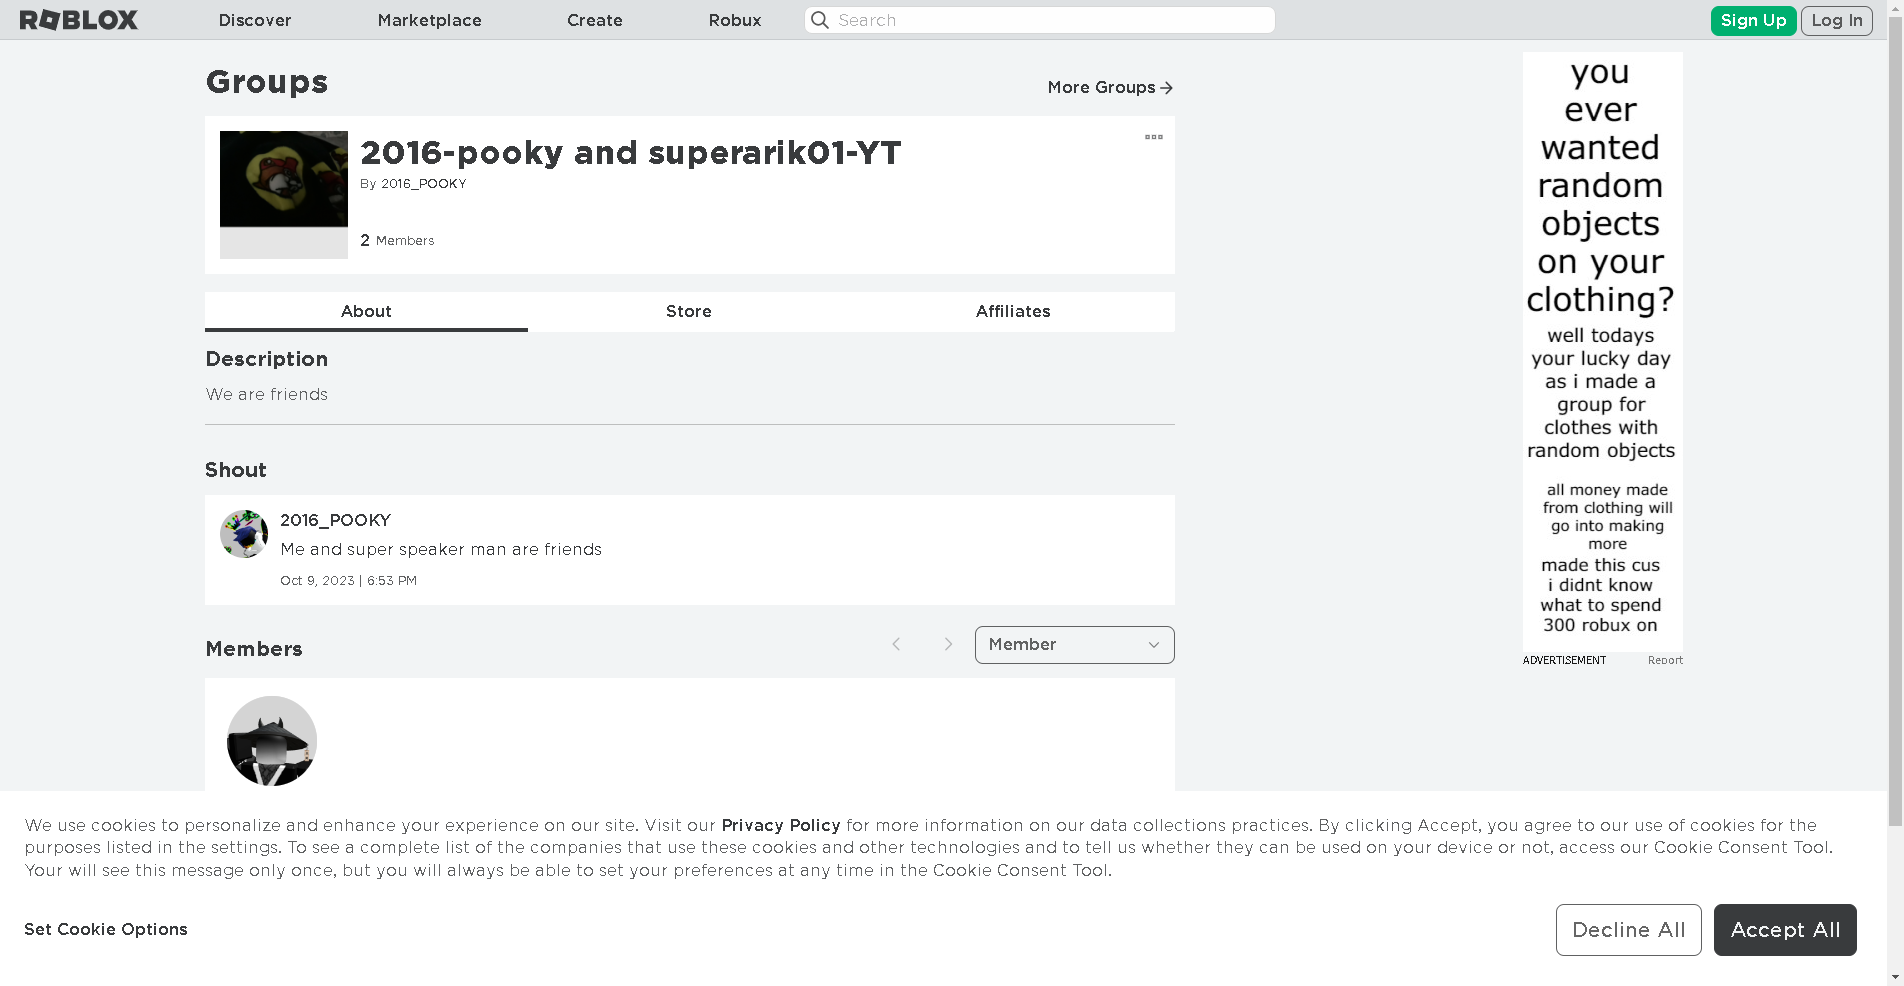 ROBLOX
Discover
Marketplace
Create
Robux
Search
Sign Up
Log In
Groups
More Groups
2016-pooky and superarik01-YT
By 2016_POOKY
2 Members
About
Store
Affiliates
Description
We are friends
Shout
2016_POOKY
Me and super speaker man are friends
Oct 9, 2023 | 6:53 PM
Members
Member
you
ever
wanted
random
objects
on your
clothing?
well todays
your lucky day
as i made a
group for
clothes with
random objects
all money made
from clothing will
go into making
more
made this cus
i didnt know
what to spend
300 robux on
ADVERTISEMENT
Report
We use cookies to personalize and enhance your experience on our site. Visit our Privacy Policy for more information on our data collections practices. By clicking Accept, you agree to our use of cookies for the
purposes listed in the settings. To see a complete list of the companies that use these cookies and other technologies and to tell us whether they can be used on your device or not, access our Cookie Consent Tool.
Your will see this message only once, but you will always be able to set your preferences at any time in the Cookie Consent Tool.
Set Cookie Options
Decline All
Accept All